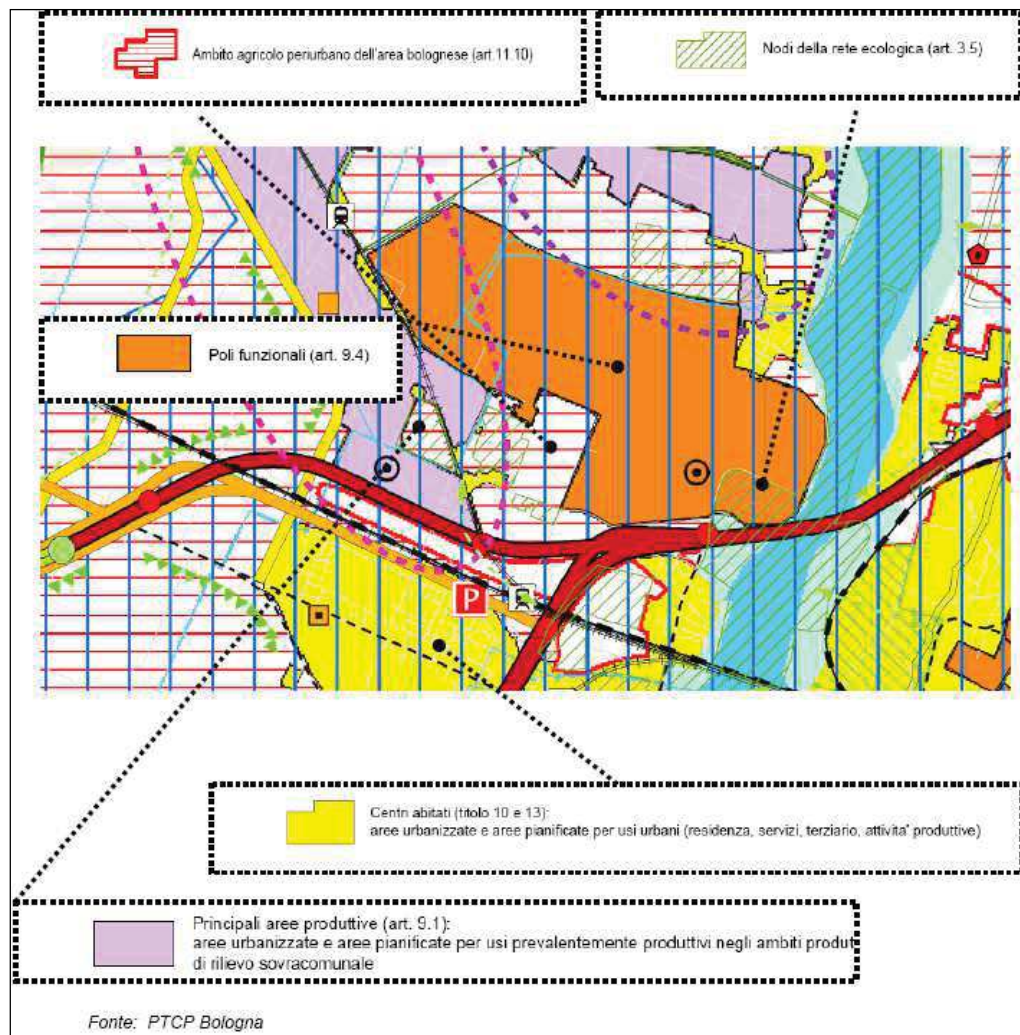 Ambito agricolo periurbano dell'area bolognese (art. 11.10)
Nodi della rete ecologica (art. 3.5)
Poli funzionali (art. 9.4)
P
Centri abitati (titolo 10 e 13):
aree urbanizzate e aree pianificate per usi urbani (residenza, servizi, terziario, attivita' produttive)
Principali aree produttive (art. 9.1):
aree urbanizzate e aree pianificate per usi prevalentemente produttivi negli ambiti produt
di rilievo sovracomunale
Fonte: PTCP Bologna